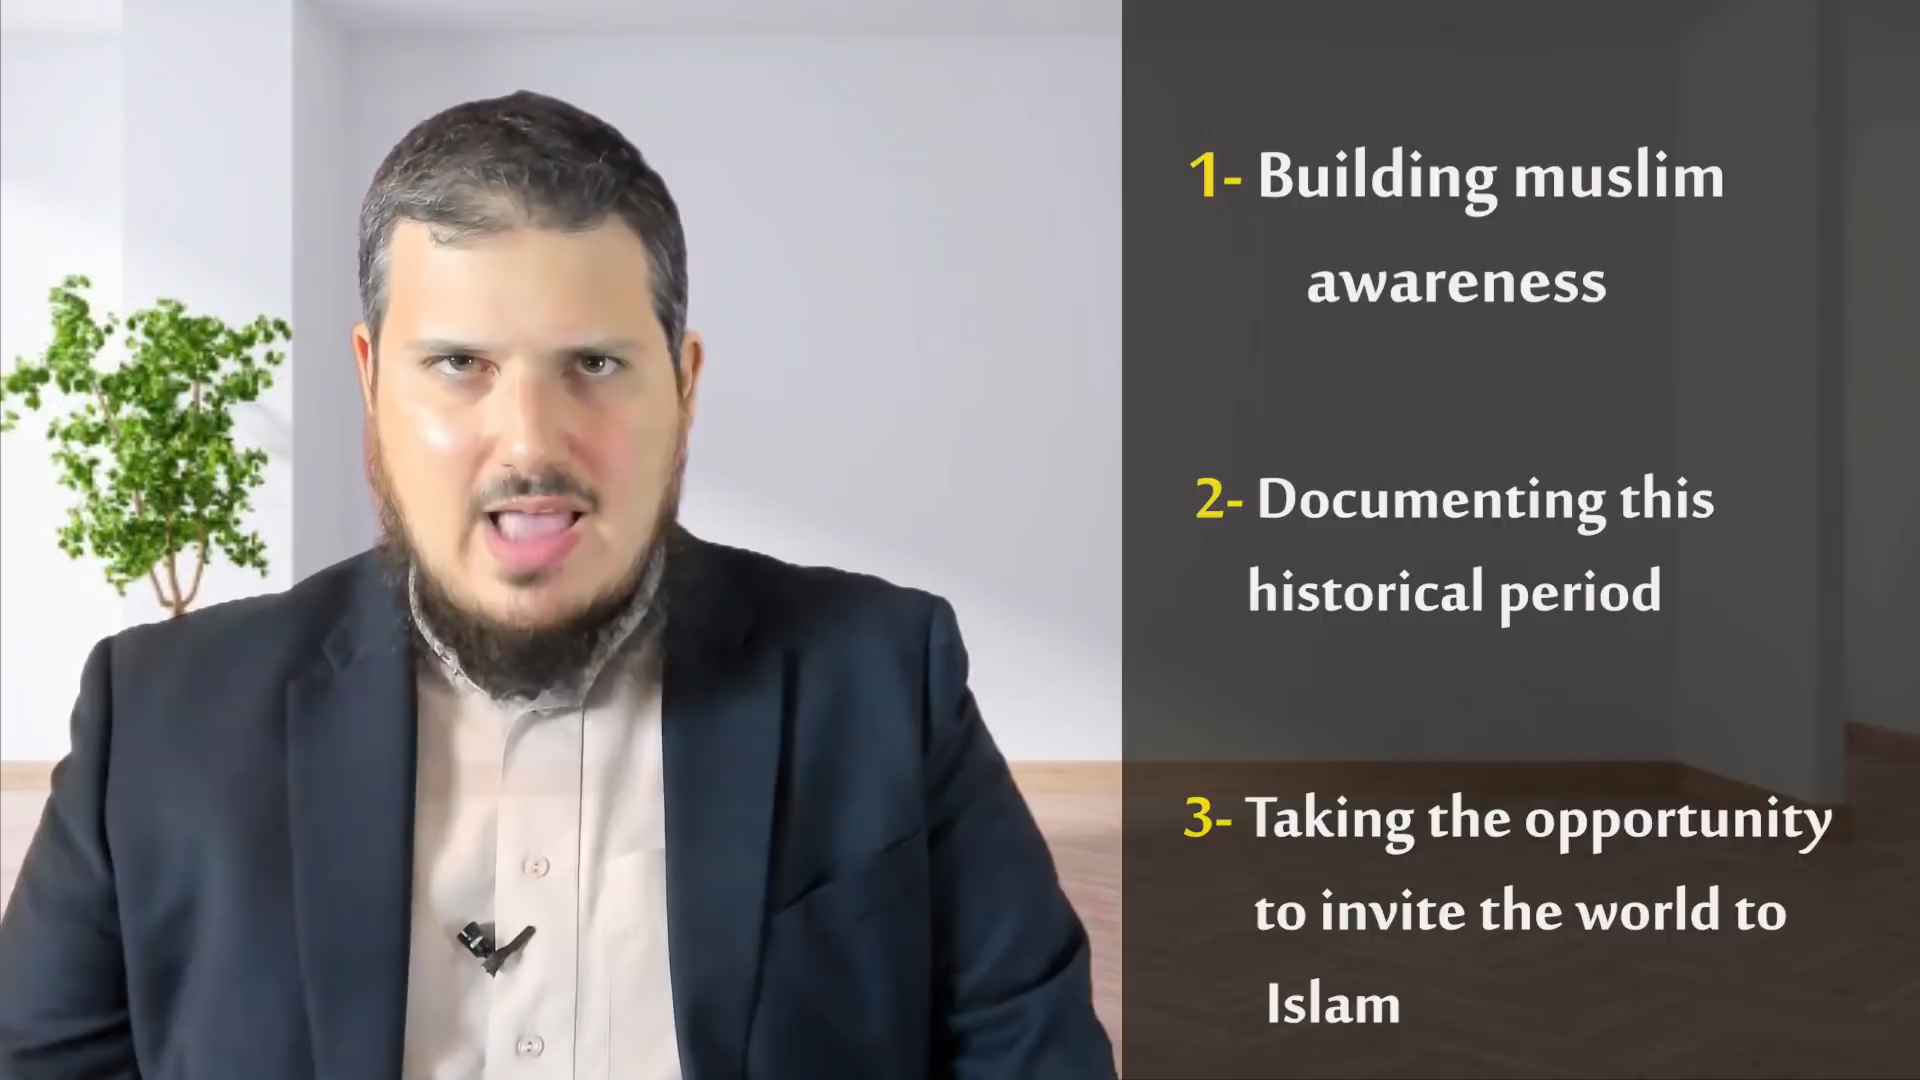 1- Building muslim
awareness
2- Documenting this
historical period
3- Taking the opportunity
to invite the world to
Islam